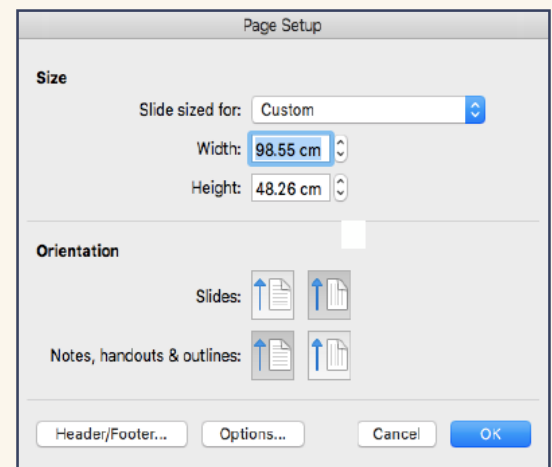 Page Setup
Size
Slide sized for: Custom
Width: 98.55 cm
Height: 48.26 cm
Orientation
Slides:
Notes, handouts & outlines:
Header/Footer... Options... Cancel OK